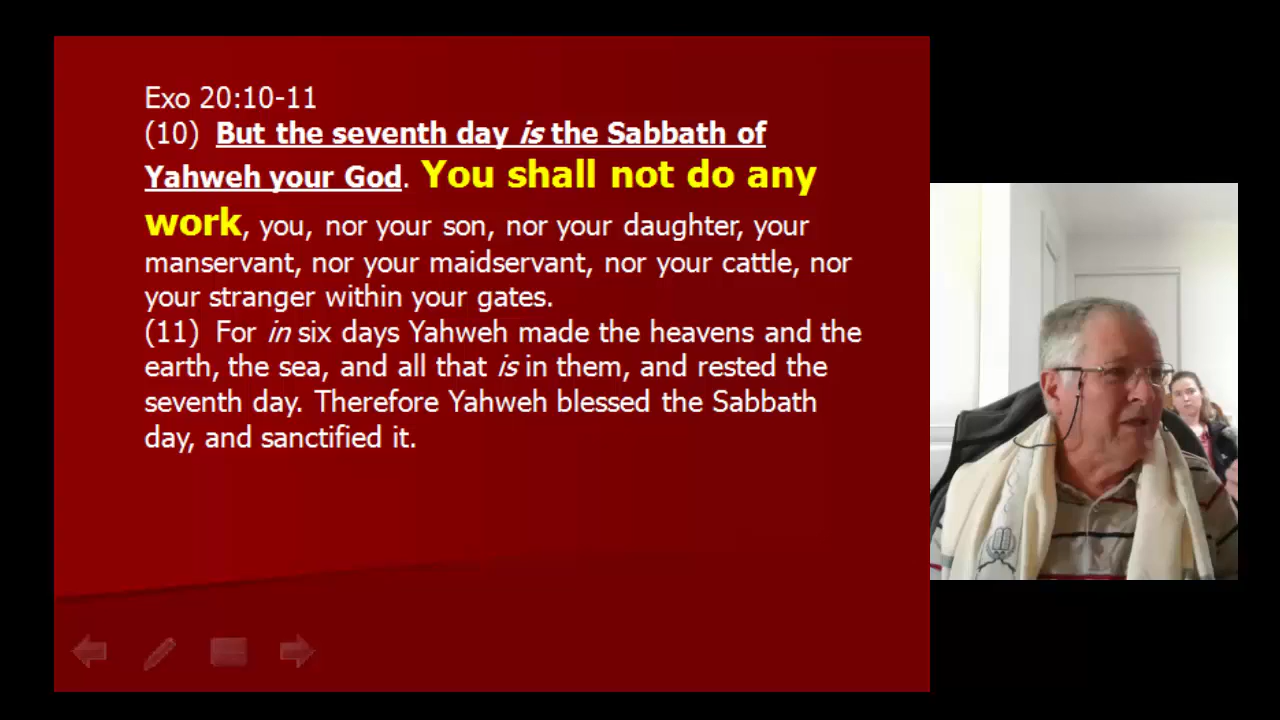 Exo 20:10-11
(10) But the seventh day is the Sabbath of
Yahweh your God. You shall not do any
work, you, nor your son, nor your daughter, your
manservant, nor your maidservant, nor your cattle, nor
your stranger within your gates.
(11) For in six days Yahweh made the heavens and the
earth, the sea, and all that is in them, and rested the
seventh day. Therefore Yahweh blessed the Sabbath
day, and sanctified it.